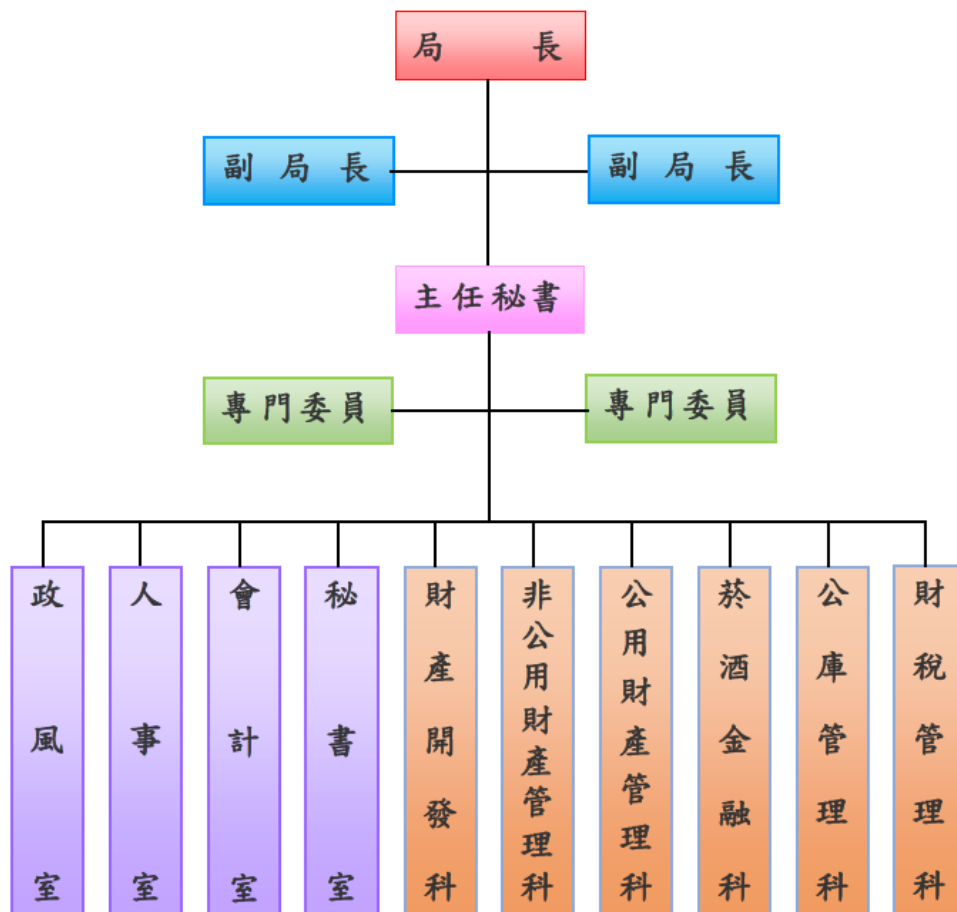 局長
副局長
副局長
主任秘書
專門委員
專門委員
政風室
人事室
會計室
秘書室
財產開發科
非公用財產管理科
公用財產管理科
菸酒金融科
公庫管理科
財稅管理科